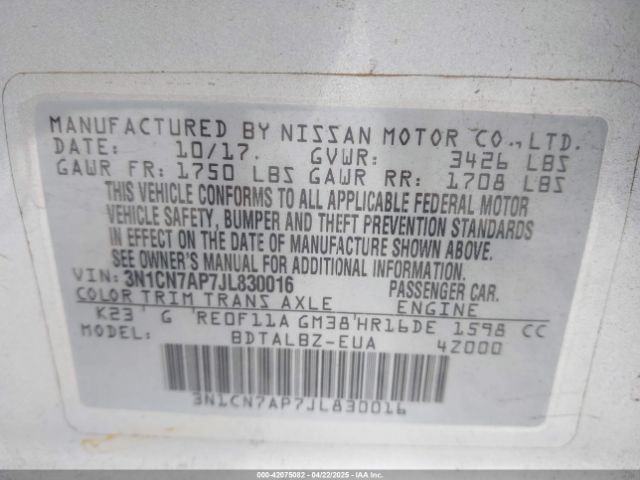 MANUFACTURED BY NISSAN MOTOR CO., LTD.
DATE: 10/17. GVWR: 3426 LBS
GAWR FR: 1750 LBS GAWR RR: 1708 LBS
THIS VEHICLE CONFORMS TO ALL APPLICABLE FEDERAL MOTOR
VEHICLE SAFETY, BUMPER AND THEFT PREVENTION STANDARDS
IN EFFECT ON THE DATE OF MANUFACTURE SHOWN ABOVE.
SEE OWNER'S MANUAL FOR ADDITIONAL INFORMATION.
VIN: 3N1CN7AP7JL830016 PASSENGER CAR.
COLOR TRIM TRANS AXLE ENGINE
K23 G RE0F11A GM38 HR16DE 1598 CC
MODEL: BDTALBZ-EUA 4Z000
3N1CN7AP7JL830016
000-42075082 - 04/22/2025 - IAA Inc.